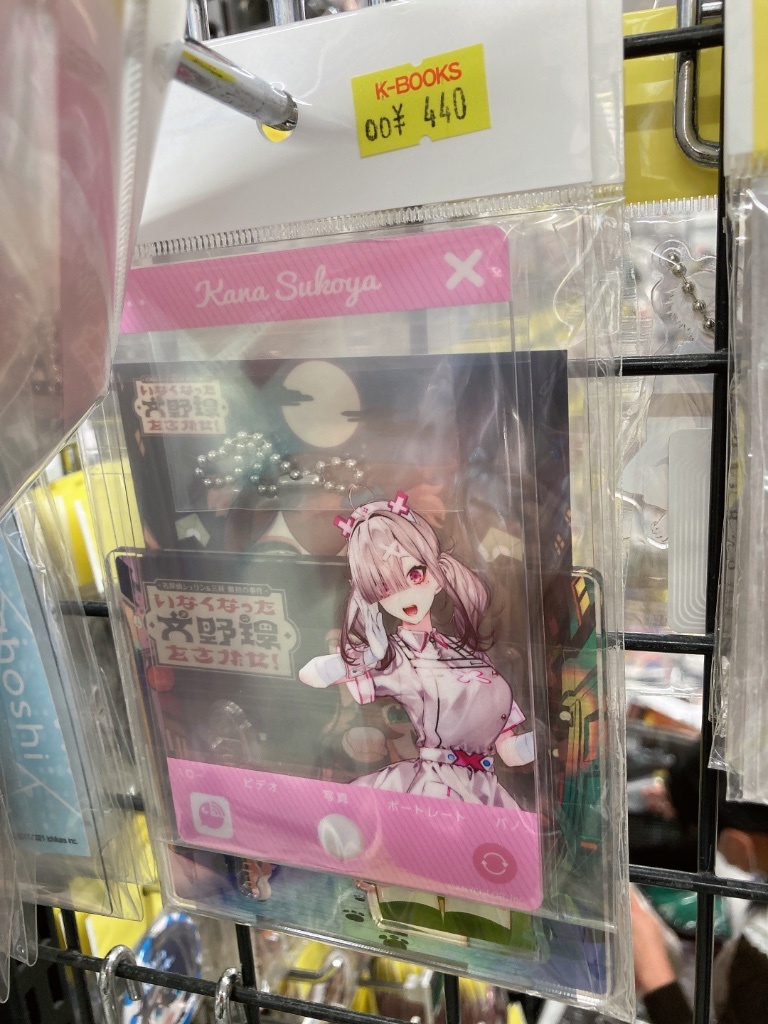 K-BOOKS
00¥ 440
Kana Sukoya
いなくなった
犬野環
をさがせ!
いなくなった
犬野環
をさがせ!
ビデオ
写真
ポートレート
パノ